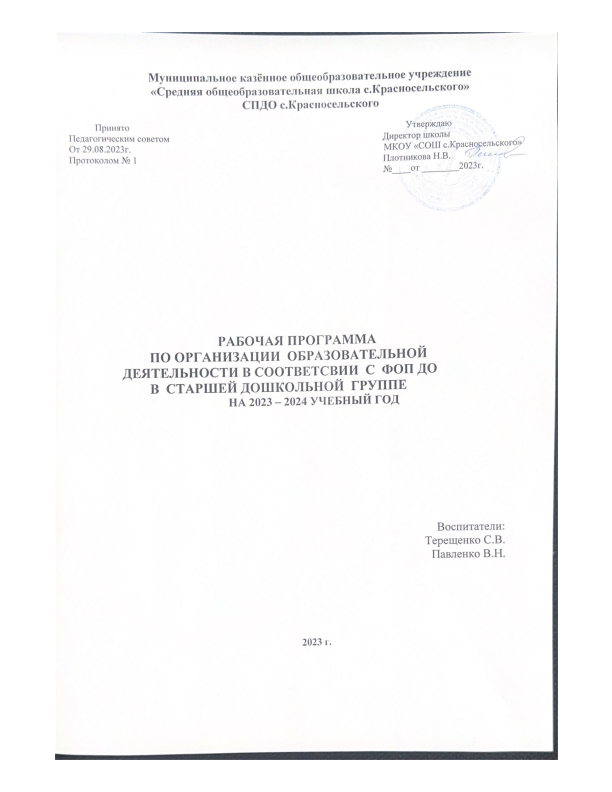 Муниципальное казённое общеобразовательное учреждение
«Средняя общеобразовательная школа с.Красносельского»
СПДО с.Красносельского
Принято
Педагогическим советом
От 29.08.2023г.
Протоколом № 1
Утверждаю
Директор школы
МКОУ «СОШ с.Красносельского»
Плотникова Н.В.
№____от ________2023г.
РАБОЧАЯ ПРОГРАММА
ПО ОРГАНИЗАЦИИ ОБРАЗОВАТЕЛЬНОЙ
ДЕЯТЕЛЬНОСТИ В СООТВЕТСВИИ С ФОП ДО
В СТАРШЕЙ ДОШКОЛЬНОЙ ГРУППЕ
НА 2023 – 2024 УЧЕБНЫЙ ГОД
Воспитатели:
Терещенко С.В.
Павленко В.Н.
2023 г.